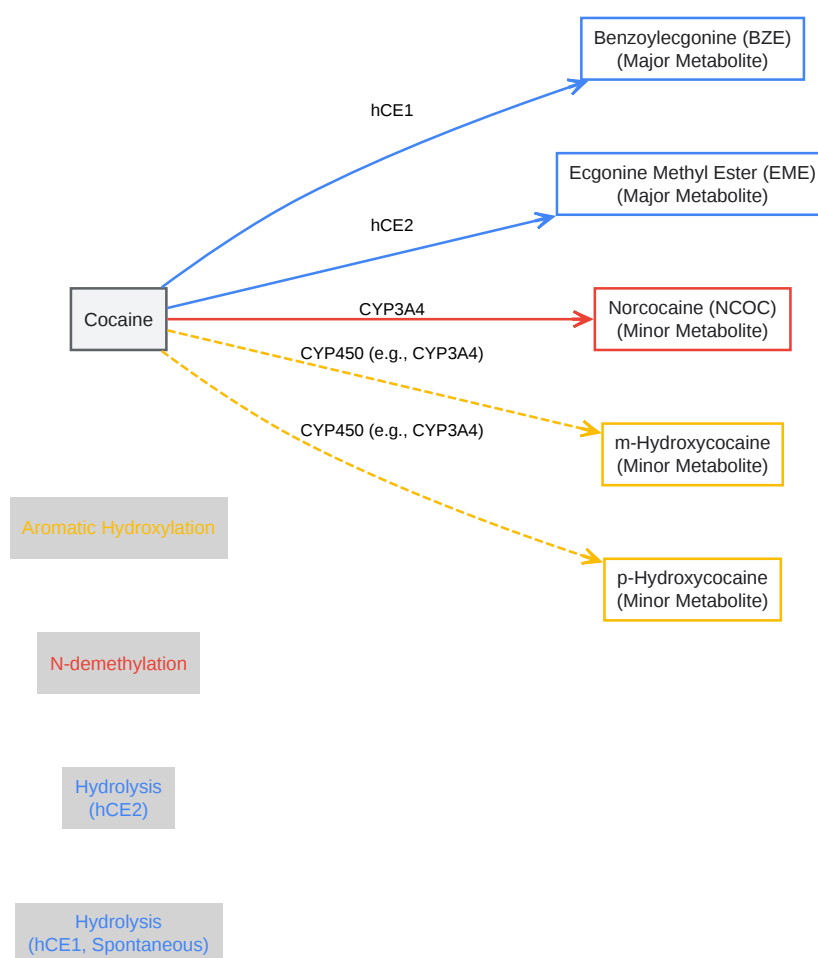 Benzoylecgonine (BZE)
(Major Metabolite)
hCE1
Ecgonine Methyl Ester (EME)
(Major Metabolite)
hCE2
Cocaine
CYP3A4
Norcocaine (NCOC)
(Minor Metabolite)
CYP450 (e.g., CYP3A4)
m-Hydroxycocaine
(Minor Metabolite)
CYP450 (e.g., CYP3A4)
p-Hydroxycocaine
(Minor Metabolite)
Aromatic Hydroxylation
N-demethylation
Hydrolysis
(hCE2)
Hydrolysis
(hCE1, Spontaneous)